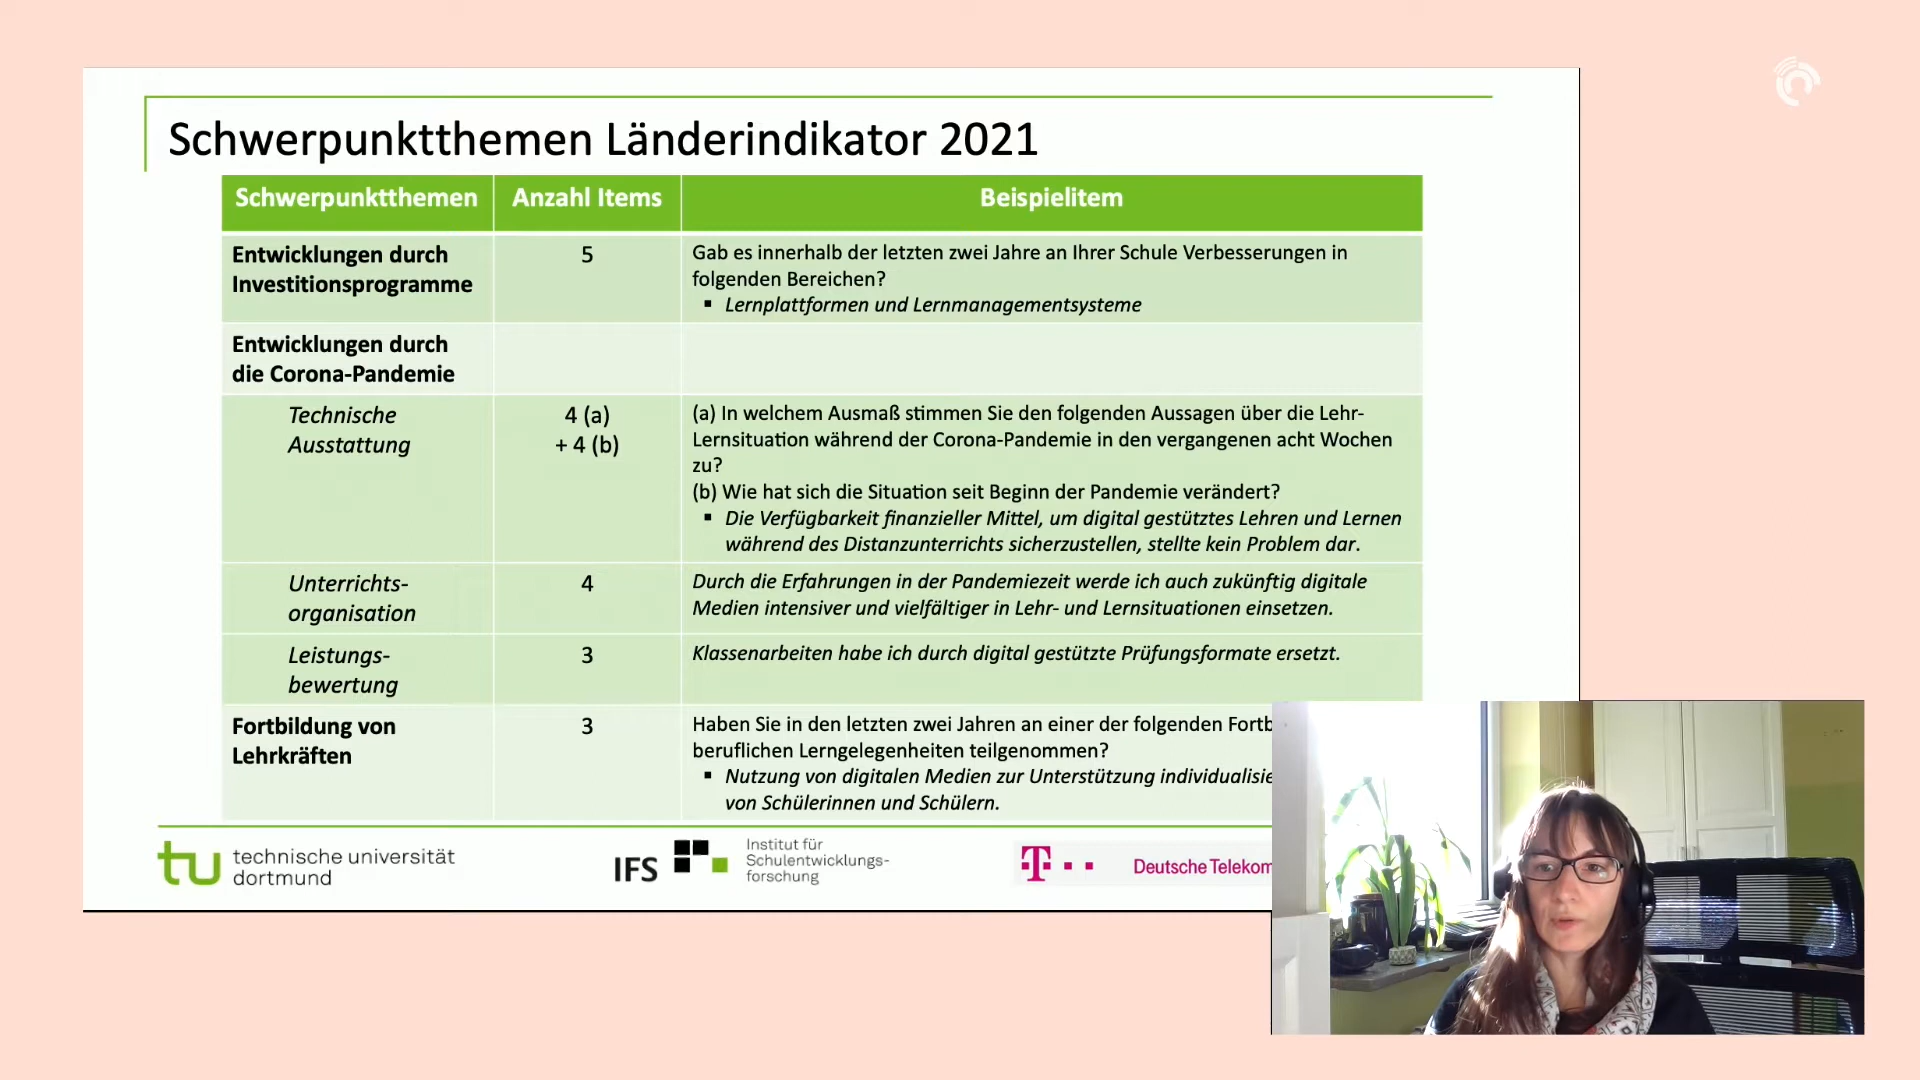 Schwerpunktthemen Länderindikator 2021
Schwerpunktthemen Anzahl Items Beispielitem
Entwicklungen durch
Investitionsprogramme
5
Gab es innerhalb der letzten zwei Jahre an Ihrer Schule Verbesserungen in
folgenden Bereichen?
▪ Lernplattformen und Lernmanagementsysteme
Entwicklungen durch
die Corona-Pandemie
Technische
Ausstattung
4 (a)
+ 4 (b)
(a) In welchem Ausmaß stimmen Sie den folgenden Aussagen über die Lehr-
Lernsituation während der Corona-Pandemie in den vergangenen acht Wochen
zu?
(b) Wie hat sich die Situation seit Beginn der Pandemie verändert?
▪ Die Verfügbarkeit finanzieller Mittel, um digital gestütztes Lehren und Lernen
während des Distanzunterrichts sicherzustellen, stellte kein Problem dar.
Unterrichts-
organisation
4
Durch die Erfahrungen in der Pandemiezeit werde ich auch zukünftig digitale
Medien intensiver und vielfältiger in Lehr- und Lernsituationen einsetzen.
Leistungs-
bewertung
3
Klassenarbeiten habe ich durch digital gestützte Prüfungsformate ersetzt.
Fortbildung von
Lehrkräften
3
Haben Sie in den letzten zwei Jahren an einer der folgenden
beruflichen Lerngelegenheiten teilgenommen?
▪ Nutzung von digitalen Medien zur Unterstützung
von Schülerinnen und Schülern.
tu technische universität
dortmund
IFS
Institut für
Schulentwicklungs-
forschung
T
Deutsche Telekom